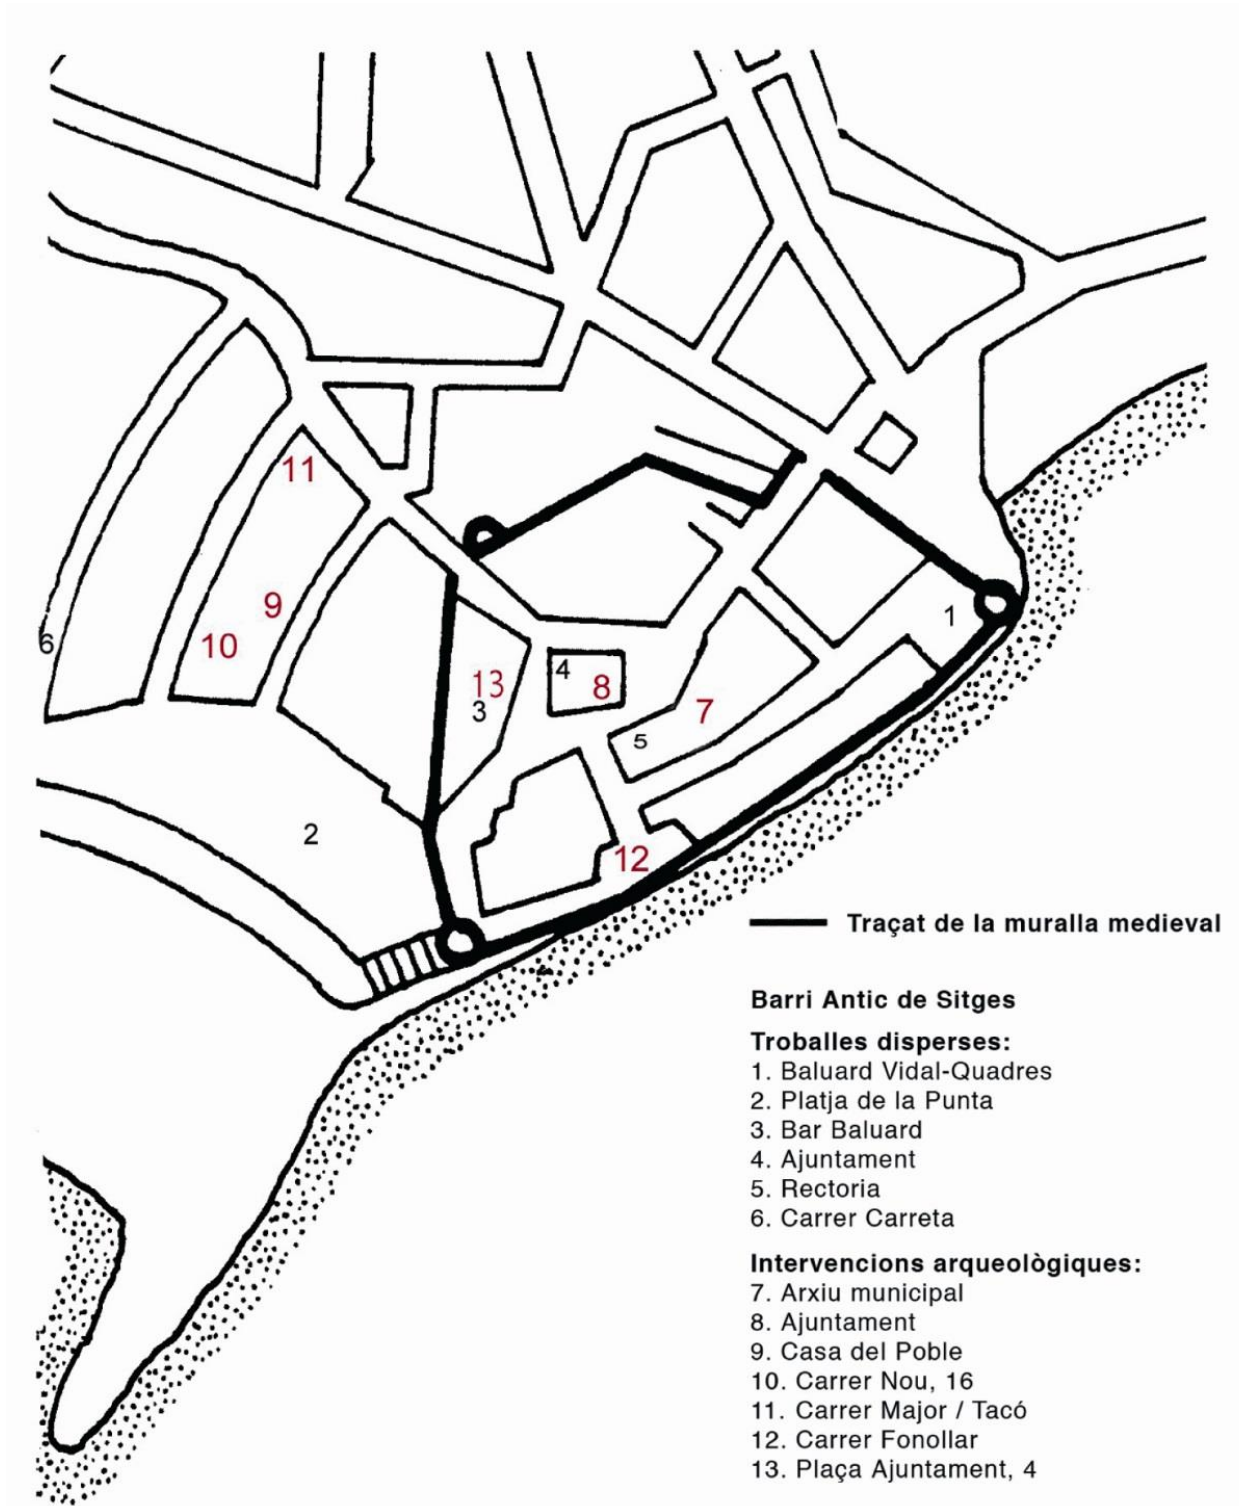 11
9
6
10
1
4
13
8
3
7
5
2
12
Traçat de la muralla medieval
Barri Antic de Sitges
Troballes disperses:
1. Baluard Vidal-Quadres
2. Platja de la Punta
3. Bar Baluard
4. Ajuntament
5. Rectoria
6. Carrer Carreta
Intervencions arqueològiques:
7. Arxiu municipal
8. Ajuntament
9. Casa del Poble
10. Carrer Nou, 16
11. Carrer Major / Tacó
12. Carrer Fonollar
13. Plaça Ajuntament, 4